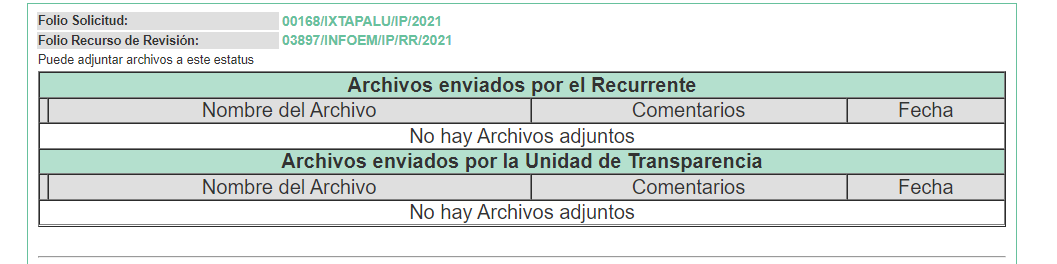 Folio Solicitud: 00168/IXTAPALU/IP/2021
Folio Recurso de Revisión: 03897/INFOEM/IP/RR/2021
Puede adjuntar archivos a este estatus
Archivos enviados por el Recurrente
Nombre del Archivo Comentarios Fecha
No hay Archivos adjuntos
Archivos enviados por la Unidad de Transparencia
Nombre del Archivo Comentarios Fecha
No hay Archivos adjuntos